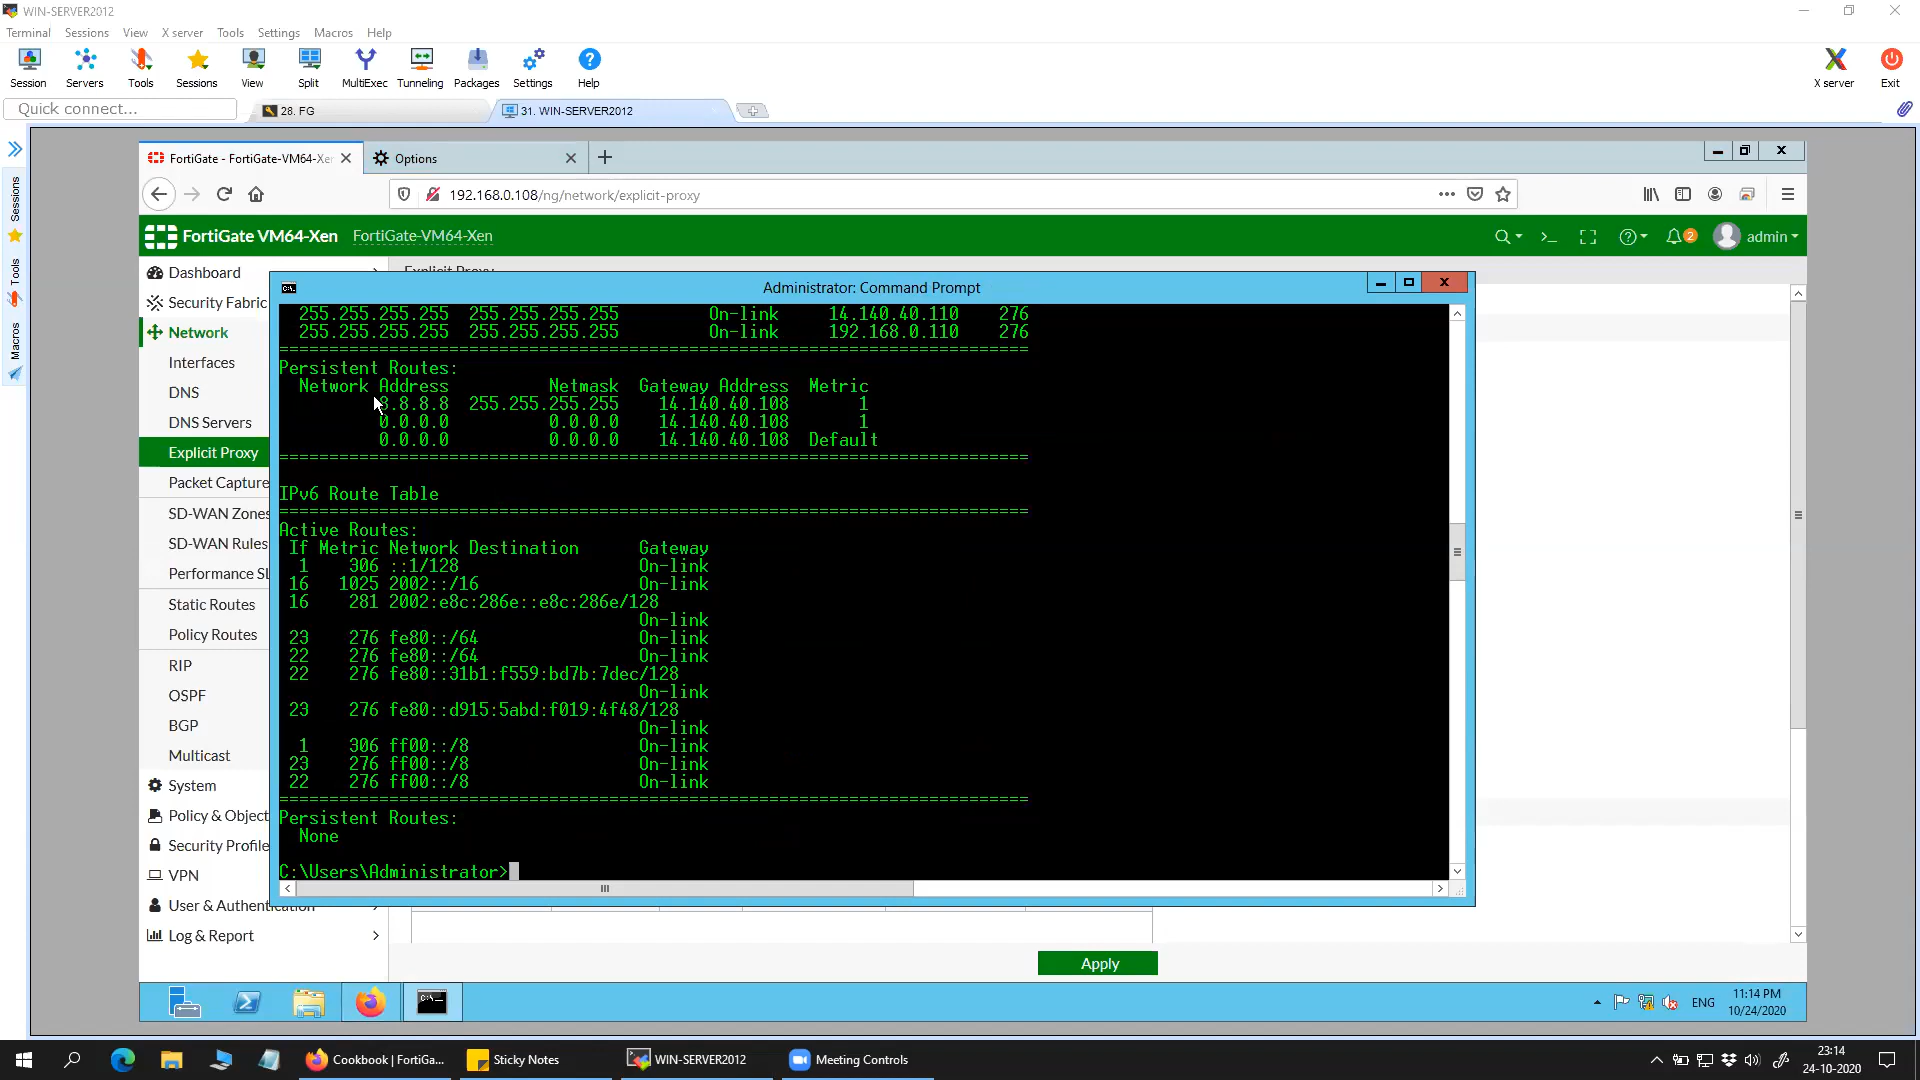 WIN-SERVER2012
Terminal Sessions View X server Tools Settings Macros Help
Session Servers Tools Sessions View Split MultiExec Tunneling Packages Settings Help X server Exit
Quick connect... 28. FG 31. WIN-SERVER2012
Sessions
Tools
Macros
FortiGate - FortiGate-VM64-Xen Options
192.168.0.108/ng/network/explicit-proxy
FortiGate VM64-Xen FortiGate-VM64-Xen 2 admin
Dashboard
Security Fabric
Network
Interfaces
DNS
DNS Servers
Explicit Proxy
Packet Capture
SD-WAN Zones
SD-WAN Rules
Performance SL
Static Routes
Policy Routes
RIP
OSPF
BGP
Multicast
System
Policy & Object
Security Profile
VPN
User & Authentication
Log & Report
Explicit Proxy
Administrator: Command Prompt
255.255.255.255 255.255.255.255 On-link 14.140.40.110 276
255.255.255.255 255.255.255.255 On-link 192.168.0.110 276
===========================================================================
Persistent Routes:
Network Address Netmask Gateway Address Metric
8.8.8.8 255.255.255.255 14.140.40.108 1
0.0.0.0 0.0.0.0 14.140.40.108 1
0.0.0.0 0.0.0.0 14.140.40.108 Default
===========================================================================
IPv6 Route Table
===========================================================================
Active Routes:
If Metric Network Destination Gateway
1 306 ::1/128 On-link
16 1025 2002::/16 On-link
16 281 2002:e8c:286e::e8c:286e/128
On-link
23 276 fe80::/64 On-link
22 276 fe80::/64 On-link
22 276 fe80::31b1:f559:bd7b:7dec/128
On-link
23 276 fe80::d915:5abd:f019:4f48/128
On-link
1 306 ff00::/8 On-link
23 276 ff00::/8 On-link
22 276 ff00::/8 On-link
===========================================================================
Persistent Routes:
None
C:\Users\Administrator>
Apply
ENG 11:14 PM
10/24/2020
Cookbook | FortiGa... Sticky Notes WIN-SERVER2012 Meeting Controls 23:14
24-10-2020